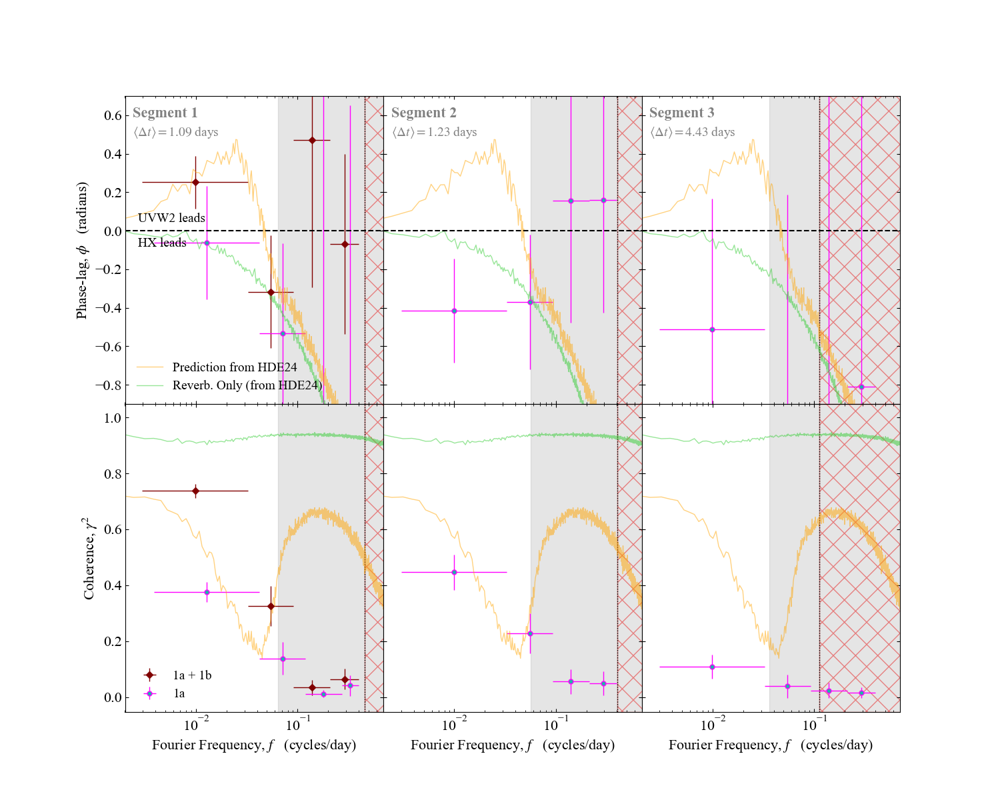 Segment 1
⟨Δt⟩ = 1.09 days
Segment 2
⟨Δt⟩ = 1.23 days
Segment 3
⟨Δt⟩ = 4.43 days
Phase-lag, ϕ (radians)
0.6
0.4
0.2
0.0
−0.2
−0.4
−0.6
−0.8
UVW2 leads
HX leads
Prediction from HDE24
Reverb. Only (from HDE24)
Coherence, γ²
1.0
0.8
0.6
0.4
0.2
0.0
1a + 1b
1a
10⁻² 10⁻¹ 10⁻² 10⁻¹ 10⁻² 10⁻¹
Fourier Frequency, f (cycles/day)
Fourier Frequency, f (cycles/day)
Fourier Frequency, f (cycles/day)